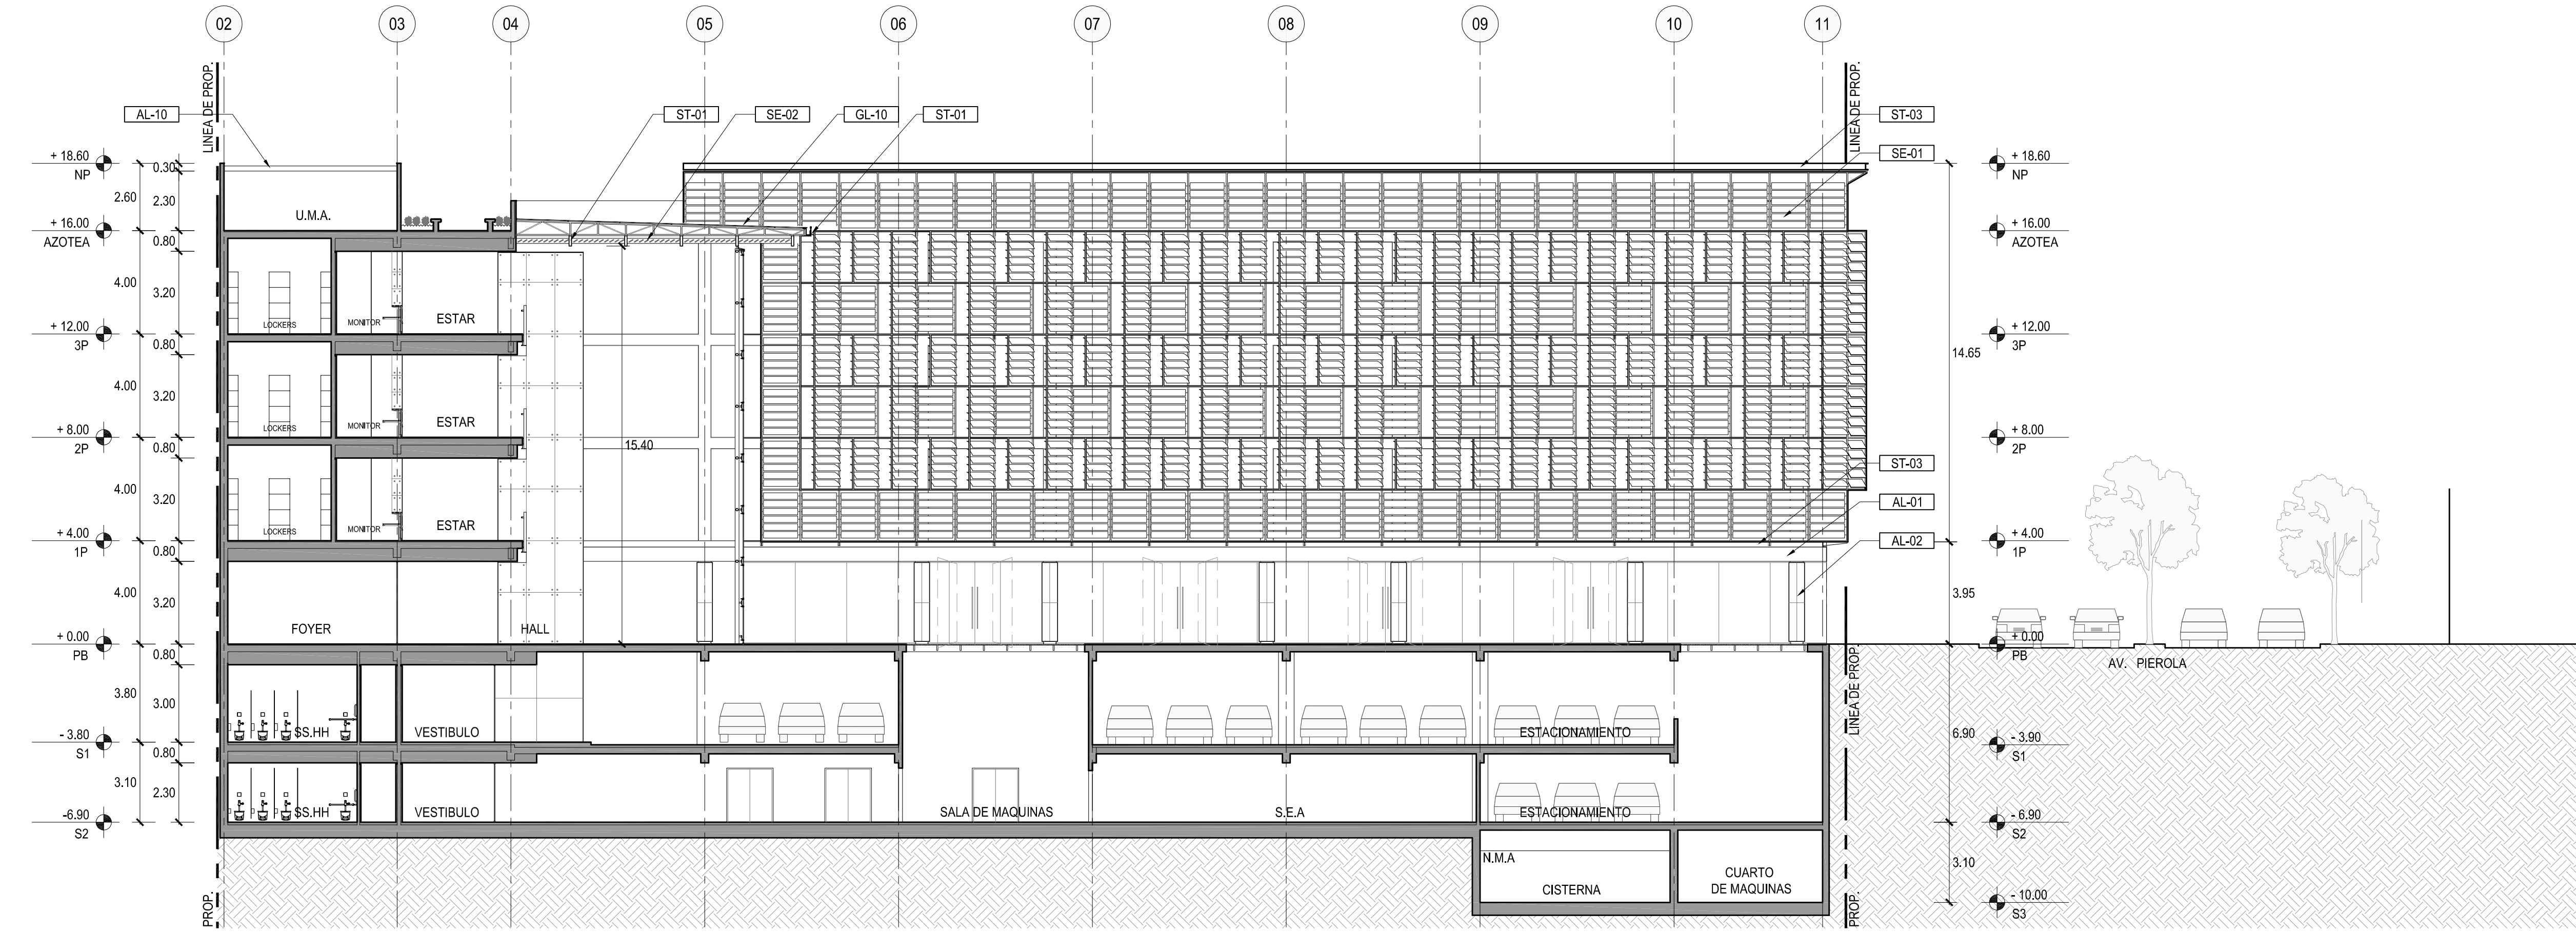 02 03 04 05 06 07 08 09 10 11
LINEA DE PROP.
LINEA DE PROP.
AL-10
ST-01
SE-02
GL-10
ST-01
ST-03
SE-01
+ 18.60
NP
0.30
2.60
2.30
U.M.A.
+ 18.60
NP
+ 16.00
AZOTEA
0.80
+ 16.00
AZOTEA
4.00
3.20
LOCKERS
MONITOR
ESTAR
+ 12.00
3P
0.80
+ 12.00
3P
14.65
4.00
3.20
LOCKERS
MONITOR
ESTAR
+ 8.00
2P
0.80
15.40
+ 8.00
2P
ST-03
4.00
3.20
LOCKERS
MONITOR
ESTAR
AL-01
+ 4.00
1P
0.80
AL-02
+ 4.00
1P
4.00
3.20
3.95
FOYER
HALL
+ 0.00
PB
0.80
+ 0.00
PB
AV. PIEROLA
LINEA DE PROP.
3.80
3.00
SS.HH
VESTIBULO
ESTACIONAMIENTO
6.90
- 3.80
S1
0.80
- 3.90
S1
3.10
2.30
SS.HH
VESTIBULO
SALA DE MAQUINAS
S.E.A
ESTACIONAMIENTO
-6.90
S2
- 6.90
S2
N.M.A
3.10
CISTERNA
CUARTO
DE MAQUINAS
- 10.00
S3
PROP.
PROP.